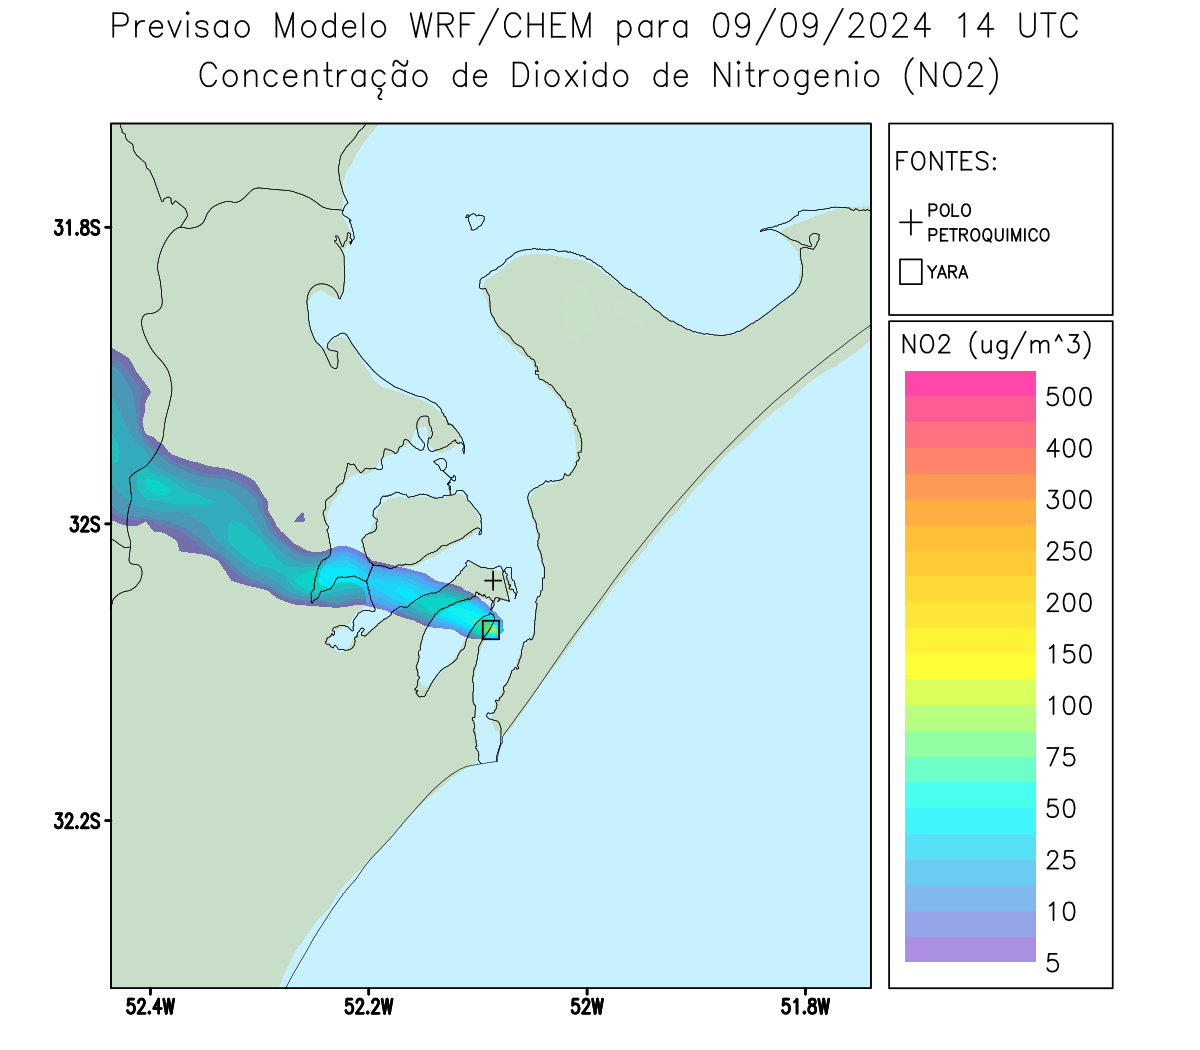 Previsao Modelo WRF/CHEM para 09/09/2024 14 UTC
Concentração de Dioxido de Nitrogenio (NO2)
FONTES:
POLO
PETROQUIMICO
YARA
NO2 (ug/m^3)
500
400
300
250
200
150
100
75
50
25
10
5
31.8S
32S
32.2S
52.4W
52.2W
52W
51.8W